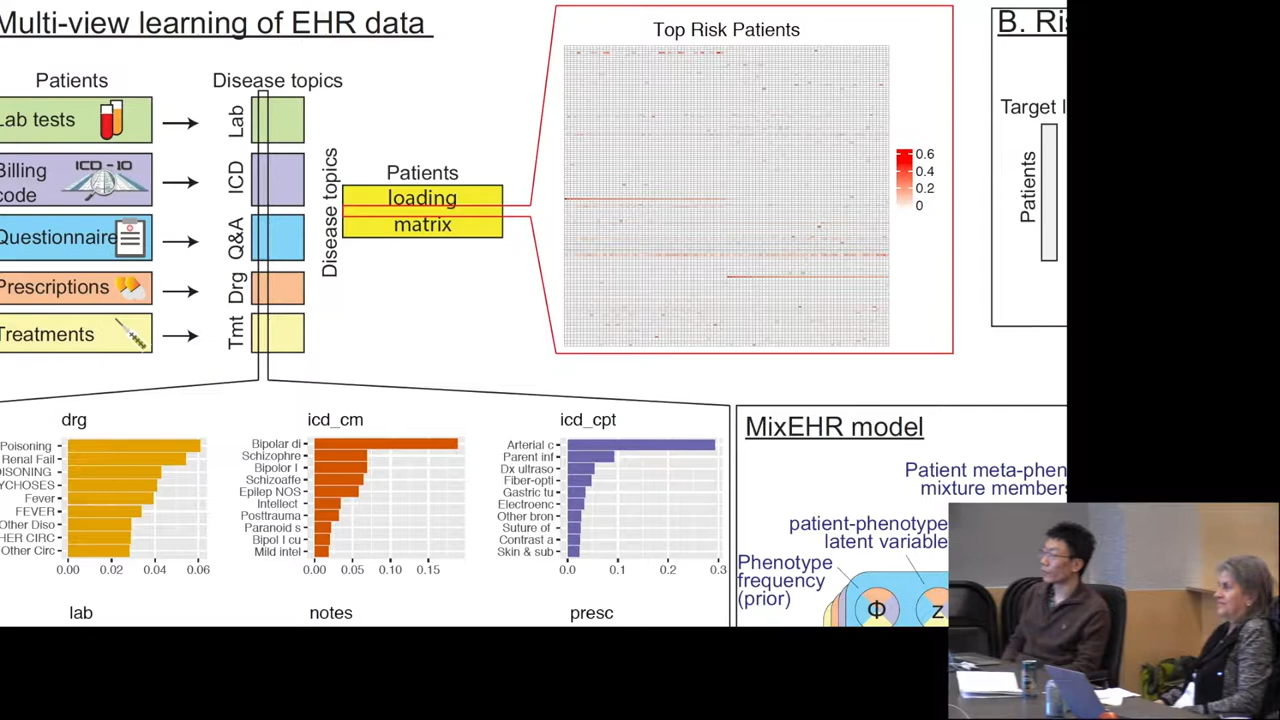 Multi-view learning of EHR data
Patients
Disease topics
Lab tests
Lab
Billing
code
ICD-10
ICD
Questionnaire
Q&A
Prescriptions
Drg
Treatments
Tmt
Disease topics
Patients
loading
matrix
Top Risk Patients
0.6
0.4
0.2
0
B. Ri
Target
Patients
drg
Poisoning
Renal Fail
OISONING
YCHOSES
Fever
FEVER
Other Diso
HER CIRC
Other Circ
0.00 0.02 0.04 0.06
icd_cm
Bipolar di
Schizophre
Bipolar I
Schizoaffe
Epilep NOS
Intellect
Posttrauma
Paranoid s
Bipol I cu
Mild intel
0.00 0.05 0.10 0.15
icd_cpt
Arterial c
Parent inf
Dx ultraso
Fiber-opti
Gastric tu
Electroenc
Other bron
Suture of
Contrast a
Skin & sub
0.0 0.1 0.2 0.3
lab
notes
presc
MixEHR model
Patient meta-phen
mixture members
patient-phenotype
latent variable
Phenotype
frequency
(prior)
Φ
z